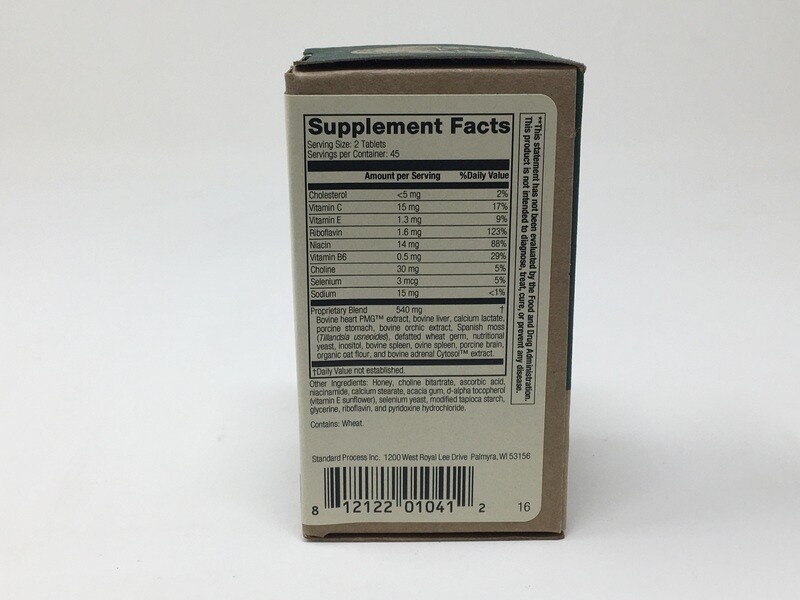 Supplement Facts
Serving Size: 2 Tablets
Servings per Container: 45
Amount per Serving %Daily Value
Cholesterol <5 mg 2%
Vitamin C 15 mg 17%
Vitamin E 1.3 mg 9%
Riboflavin 1.6 mg 123%
Niacin 14 mg 88%
Vitamin B6 0.5 mg 29%
Choline 30 mg 5%
Selenium 3 mcg 5%
Sodium 15 mg <1%
Proprietary Blend 540 mg †
Bovine heart PMG™ extract, bovine liver, calcium lactate,
porcine stomach, bovine orchic extract, Spanish moss
(Tillandsia usneoides), defatted wheat germ, nutritional
yeast, inositol, bovine spleen, ovine spleen, porcine brain,
organic oat flour, and bovine adrenal Cytosol™ extract.
†Daily Value not established.
Other Ingredients: Honey, choline bitartrate, ascorbic acid,
niacinamide, calcium stearate, acacia gum, d-alpha tocopherol
(vitamin E sunflower), selenium yeast, modified tapioca starch,
glycerine, riboflavin, and pyridoxine hydrochloride.
Contains: Wheat.
Standard Process Inc. 1200 West Royal Lee Drive Palmyra, WI 53156
8 12122 01041 2
16
**This statement has not been evaluated by the Food and Drug Administration.
This product is not intended to diagnose, treat, cure, or prevent any disease.